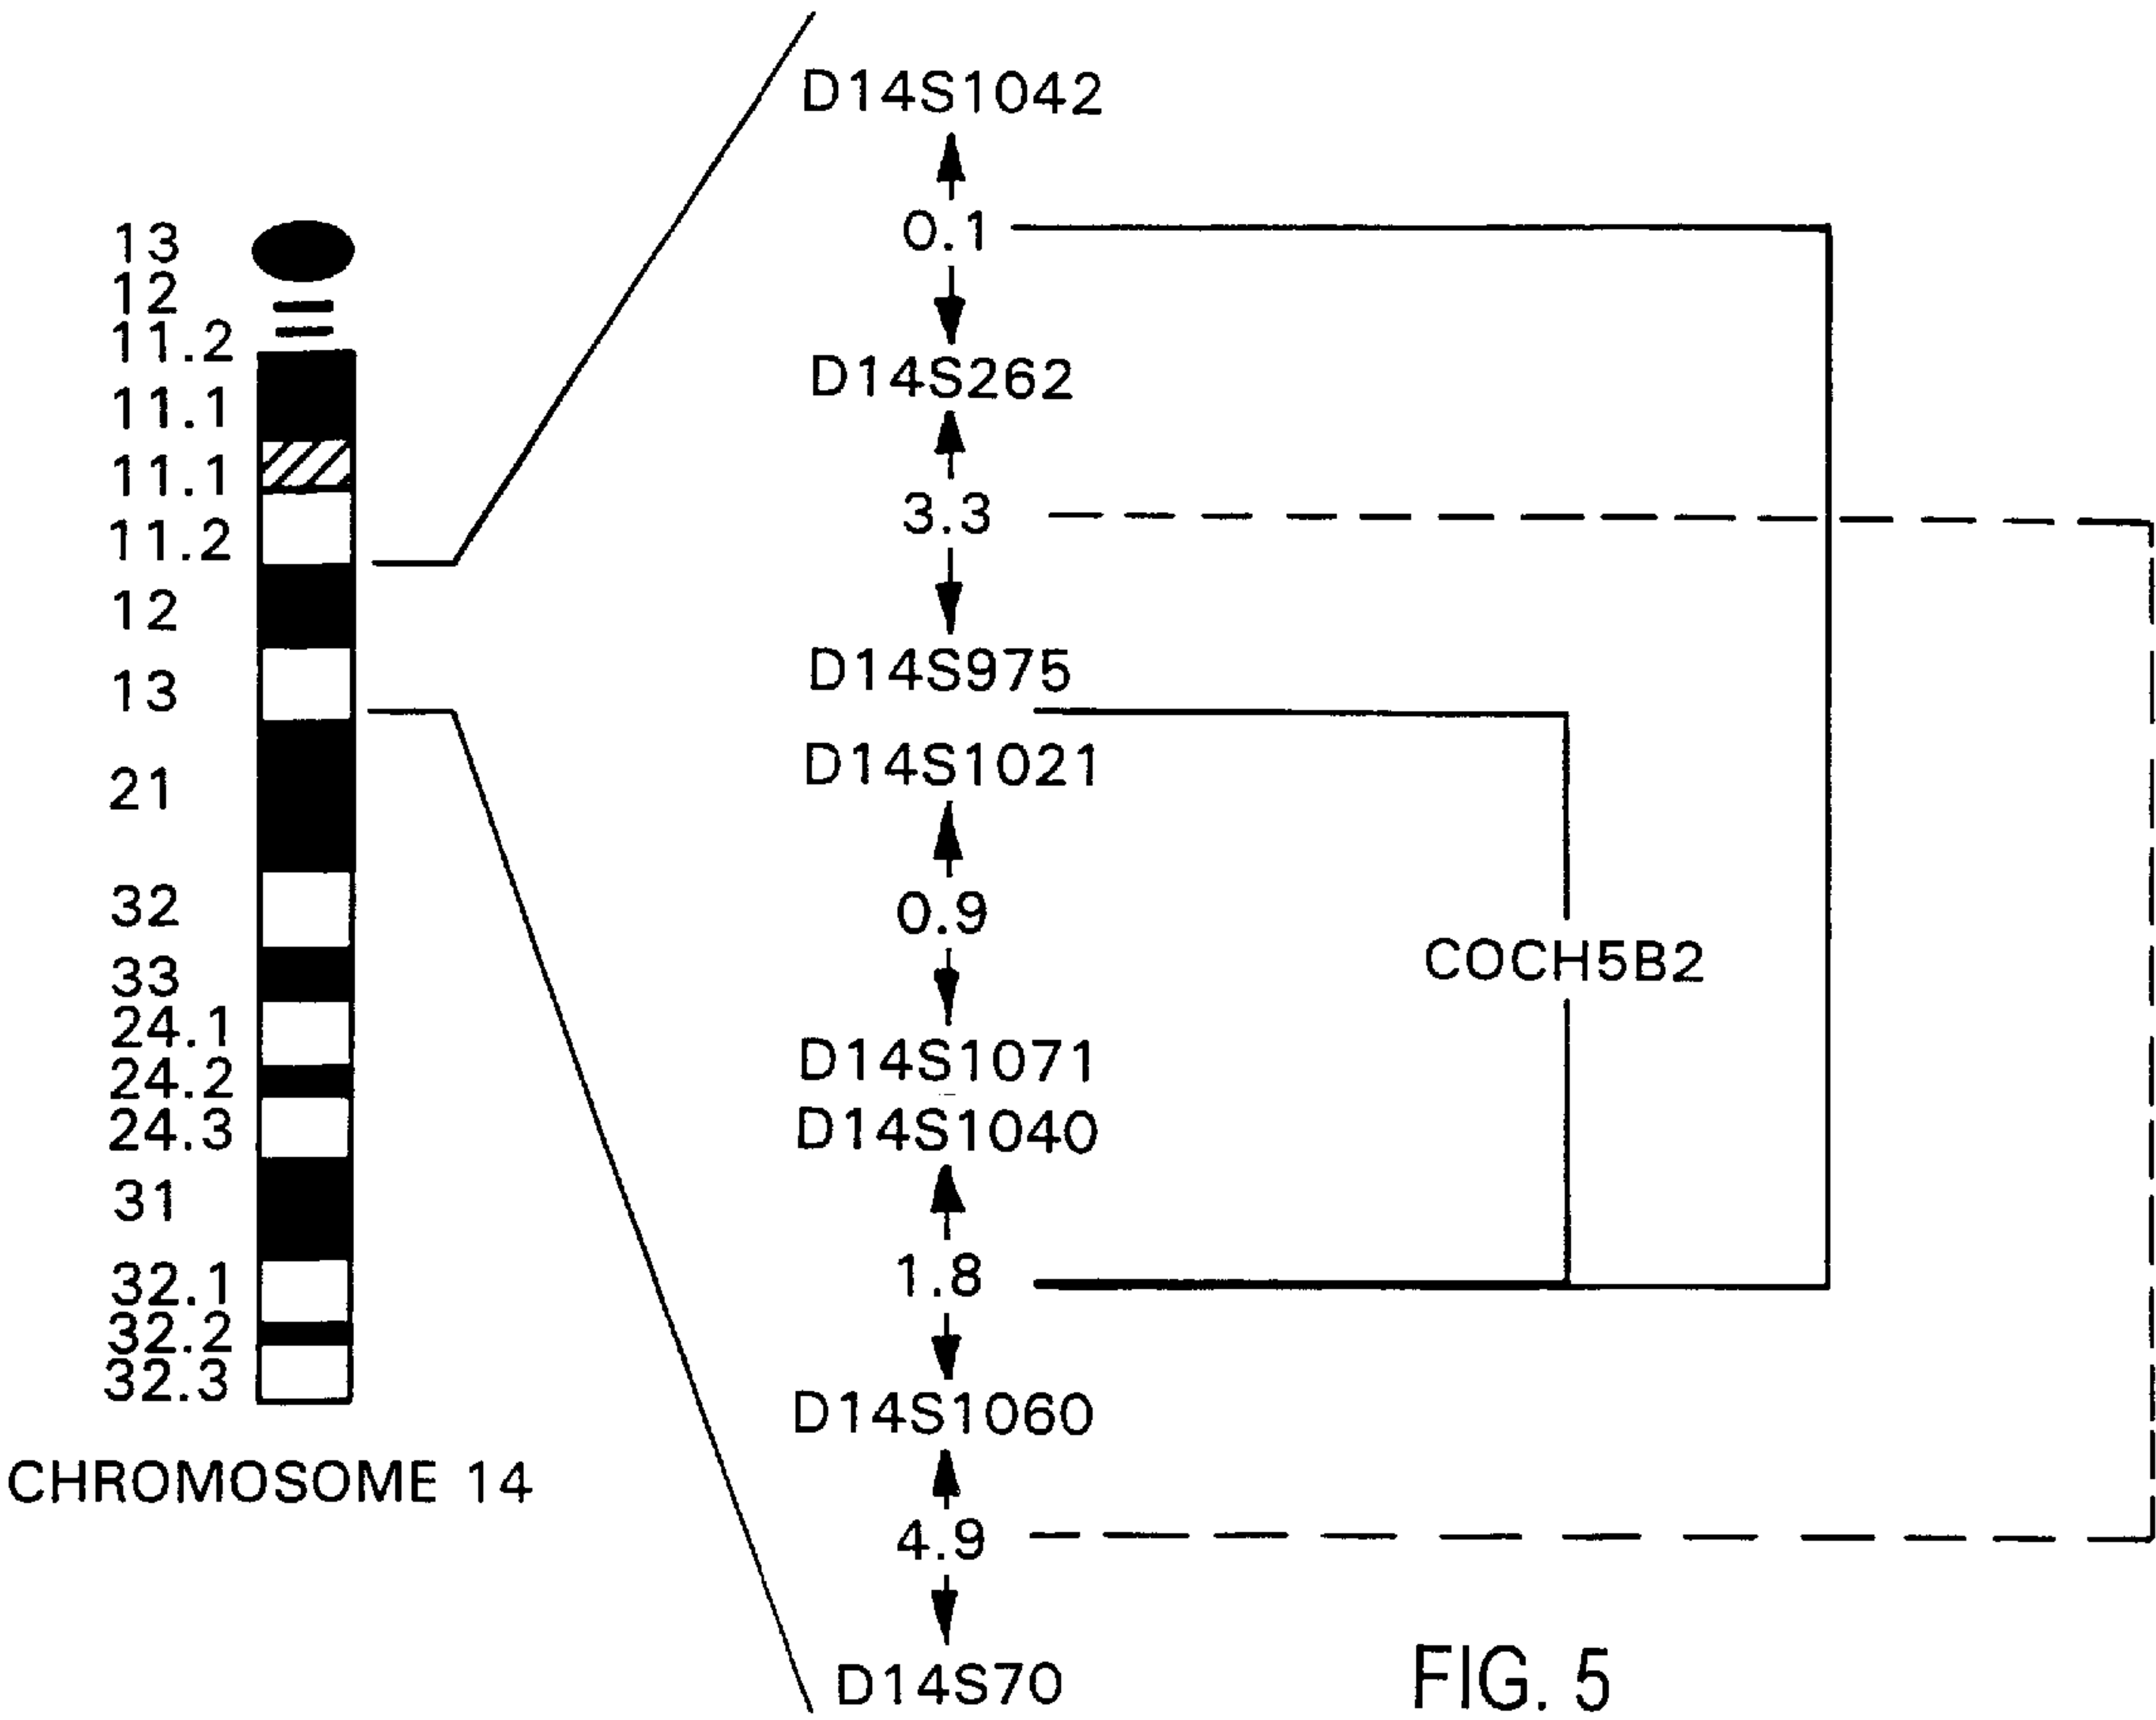 13
12
11.2
11.1
11.1
11.2
12
13
21
32
33
24.1
24.2
24.3
31
32.1
32.2
32.3
CHROMOSOME 14
D14S1042
0.1
D14S262
3.3
D14S975
D14S1021
0.9
COCH5B2
D14S1071
D14S1040
1.8
D14S1060
4.9
D14S70
FIG. 5